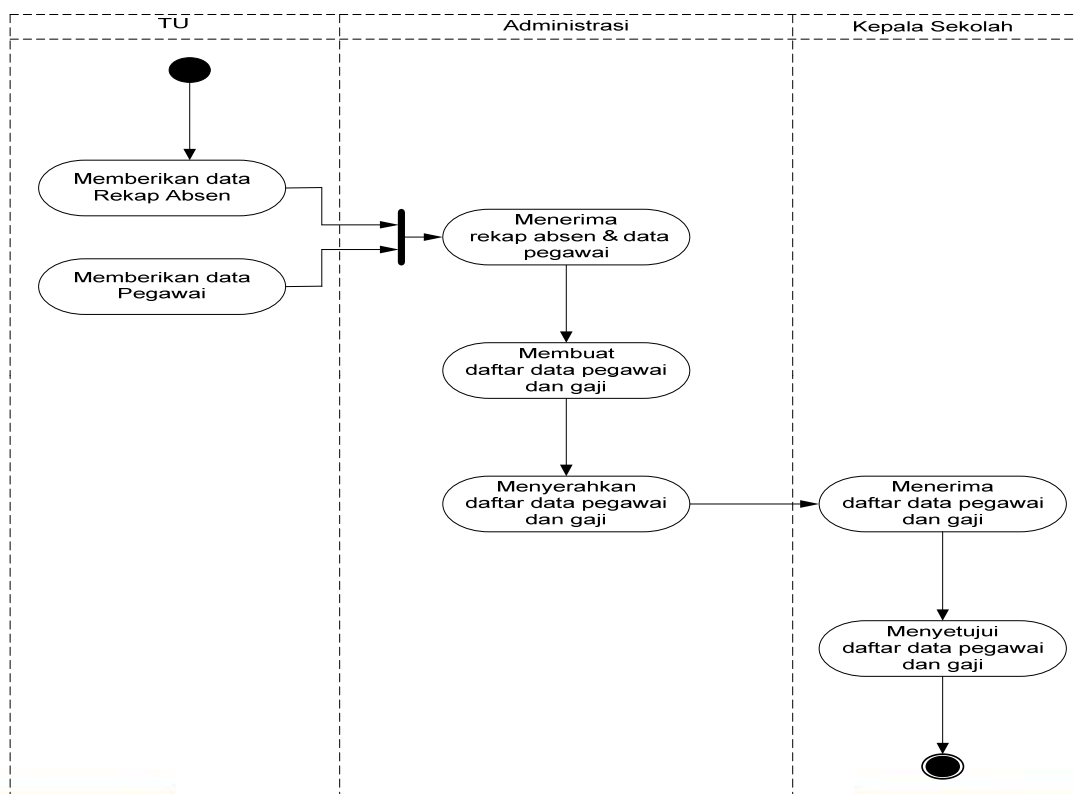 TU
Administrasi
Kepala Sekolah
Memberikan data
Rekap Absen
Memberikan data
Pegawai
Menerima
rekap absen & data
pegawai
Membuat
daftar data pegawai
dan gaji
Menyerahkan
daftar data pegawai
dan gaji
Menerima
daftar data pegawai
dan gaji
Menyetujui
daftar data pegawai
dan gaji